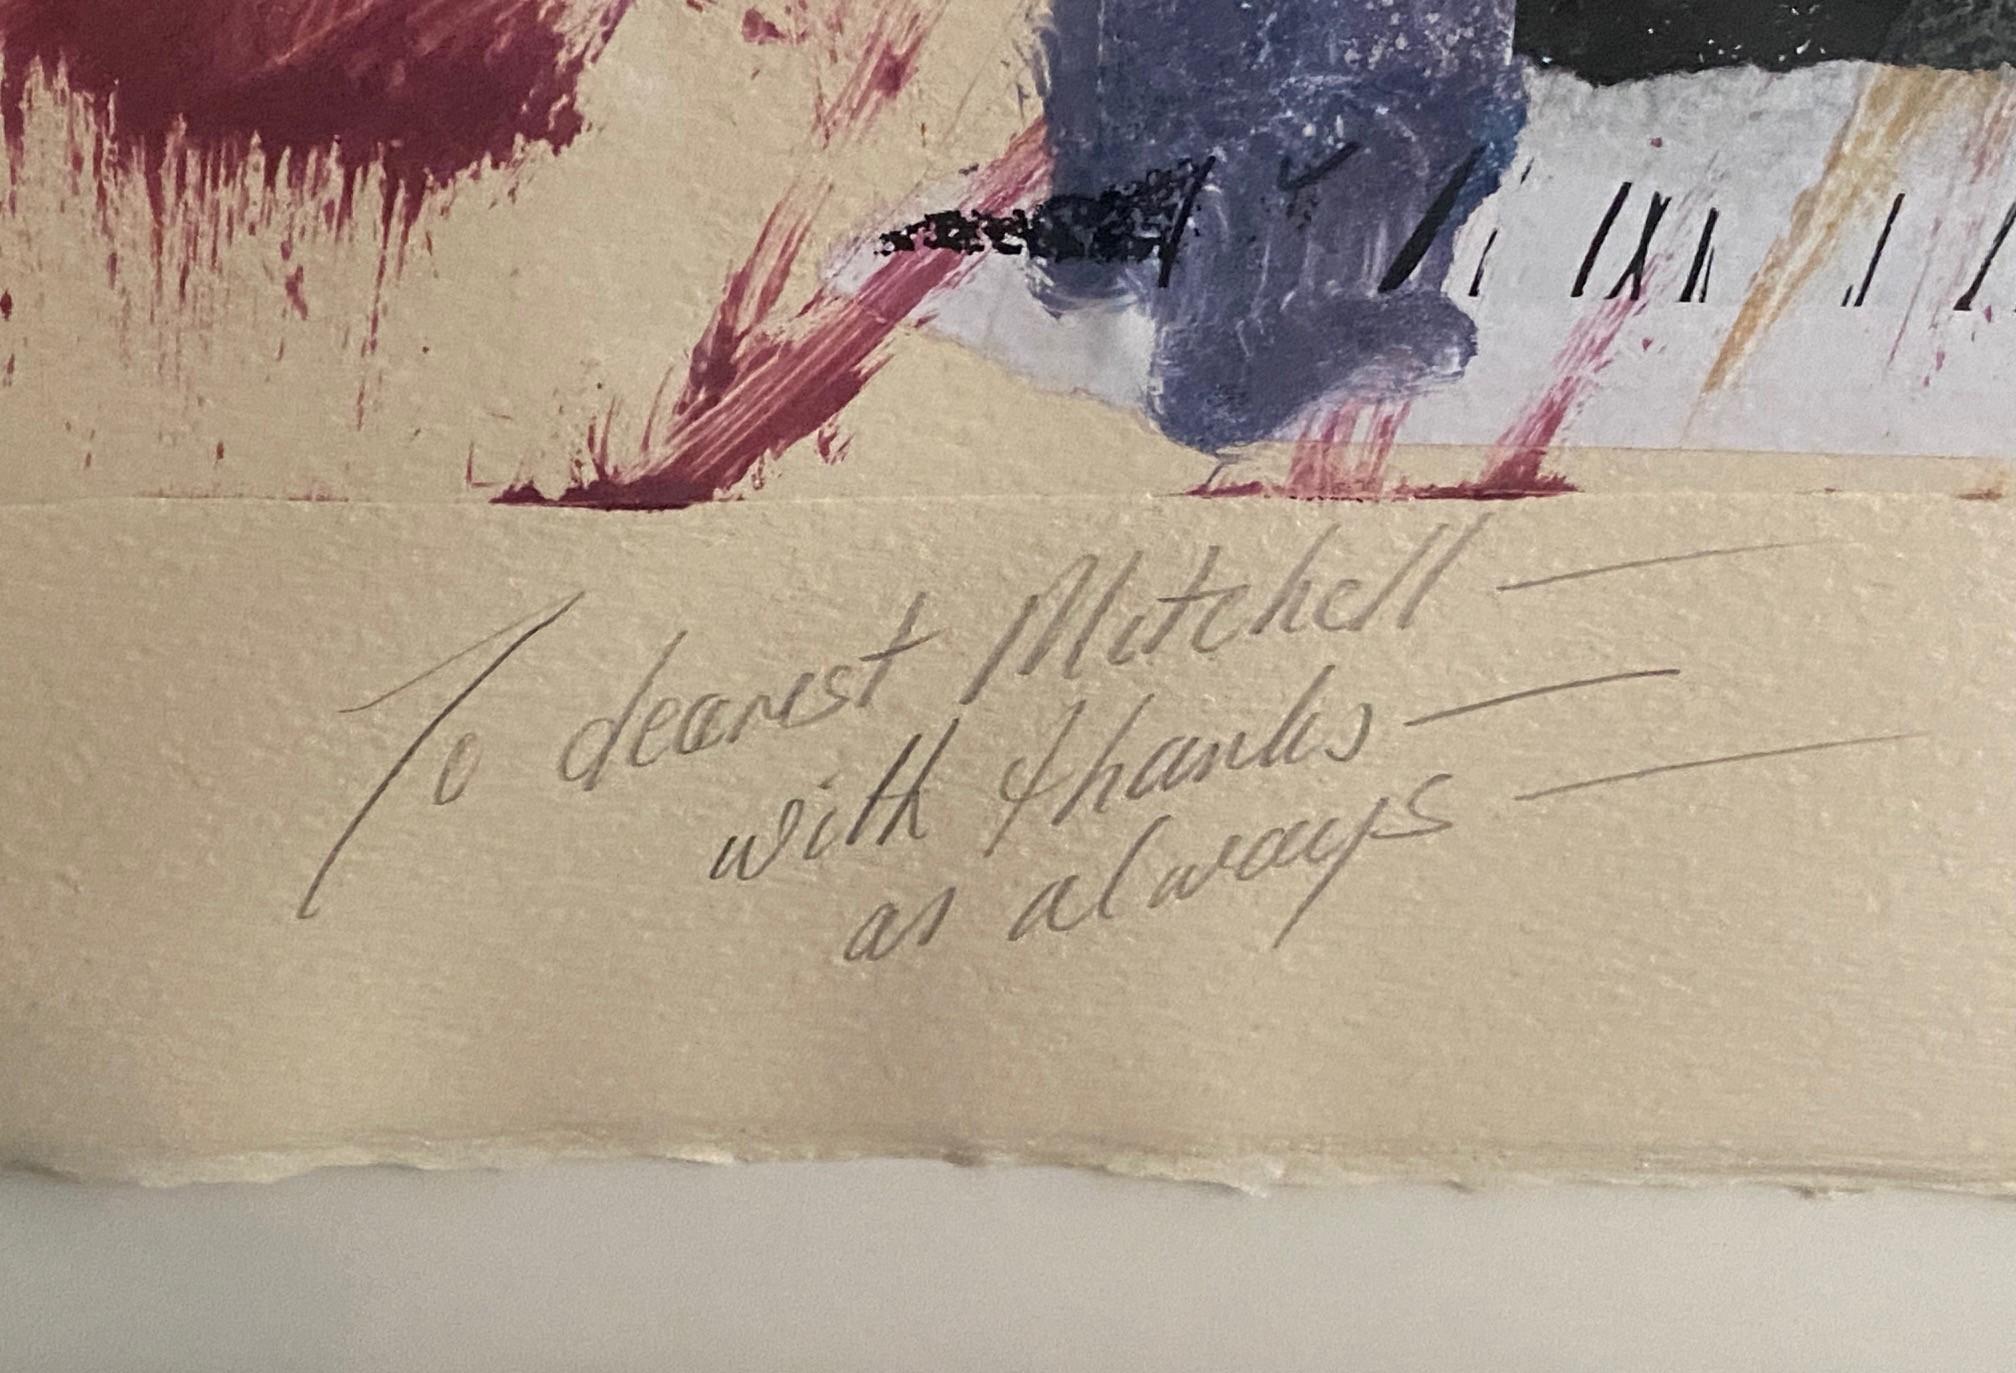 To dearest Mitchell —
with thanks —
as always —